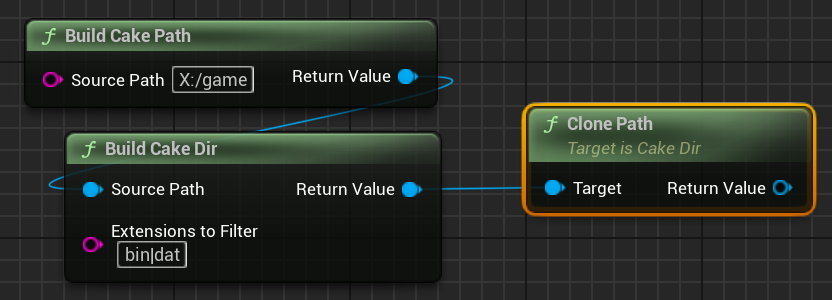 f Build Cake Path
Source Path X:/game Return Value
f Build Cake Dir
Source Path Return Value
Extensions to Filter
bin|dat
f Clone Path
Target is Cake Dir
Target Return Value